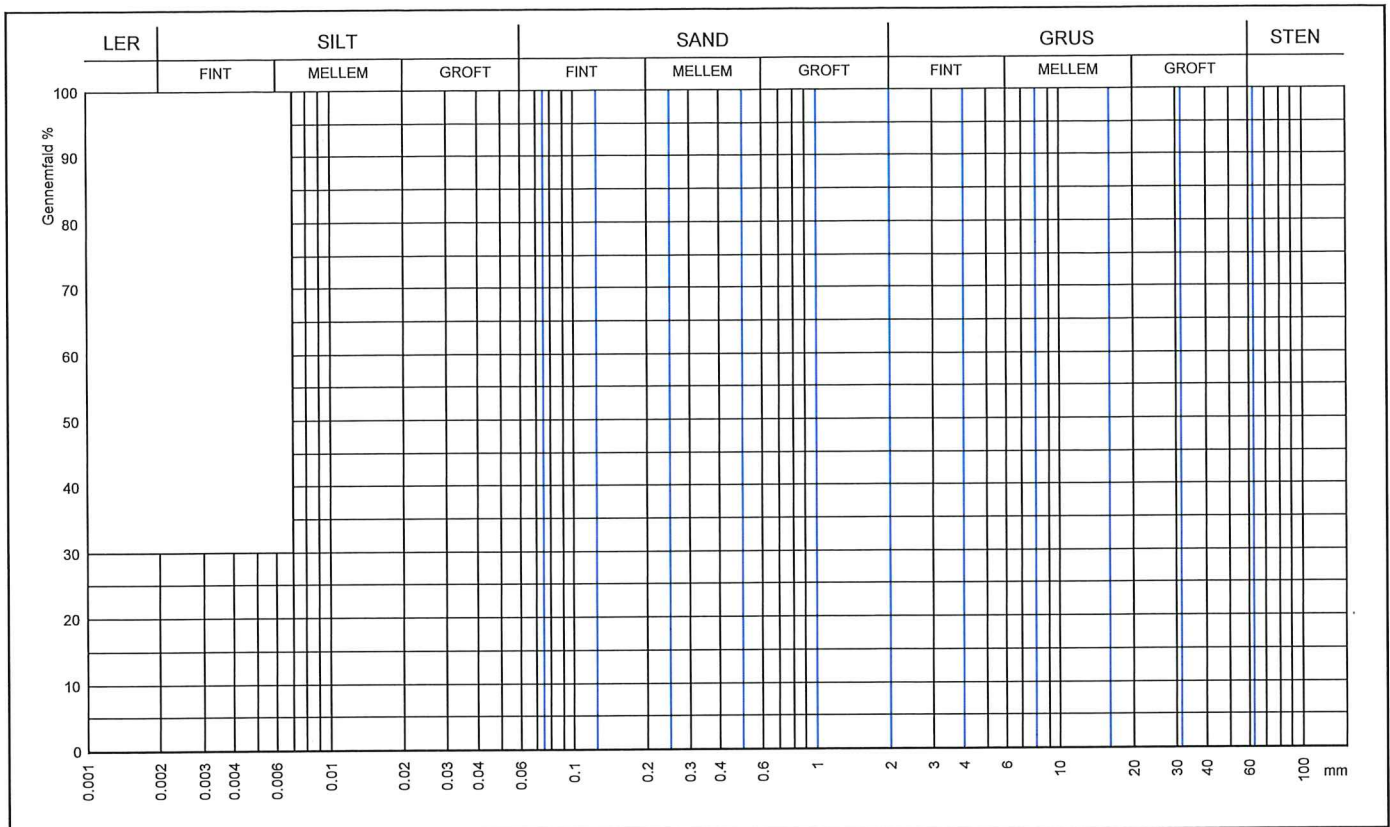 LER SILT SAND GRUS STEN
FINT MELLEM GROFT FINT MELLEM GROFT FINT MELLEM GROFT
Gennemfald %
100
90
80
70
60
50
40
30
20
10
0
0.001 0.002 0.003 0.004 0.006 0.01 0.02 0.03 0.04 0.06 0.1 0.2 0.3 0.4 0.6 1 2 3 4 6 10 20 30 40 60 100 mm